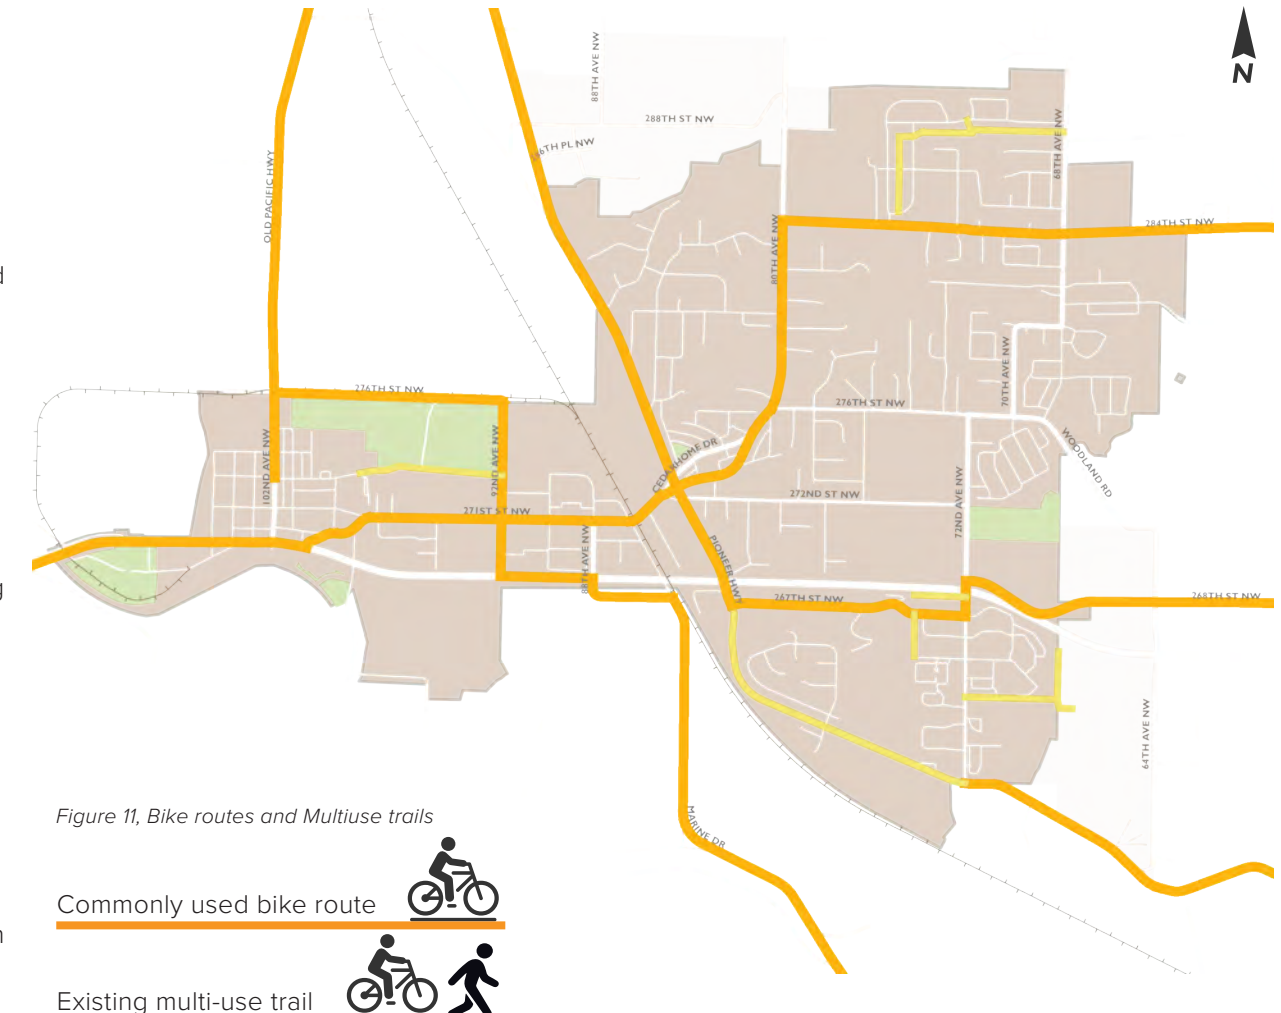 N
88TH AVE NW
288TH ST NW
286TH PL NW
68TH AVE NW
OLD PACIFIC HWY
284TH ST NW
80TH AVE NW
d
70TH AVE NW
276TH ST NW
276TH ST NW
102ND AVE NW
92ND AVE NW
CEDARHOME DR
WOODLAND RD
272ND ST NW
72ND AVE NW
271ST ST NW
88TH AVE NW
PIONEER HWY
g
267TH ST NW
268TH ST NW
64TH AVE NW
MARINE DR
Figure 11, Bike routes and Multiuse trails
Commonly used bike route
n
Existing multi-use trail